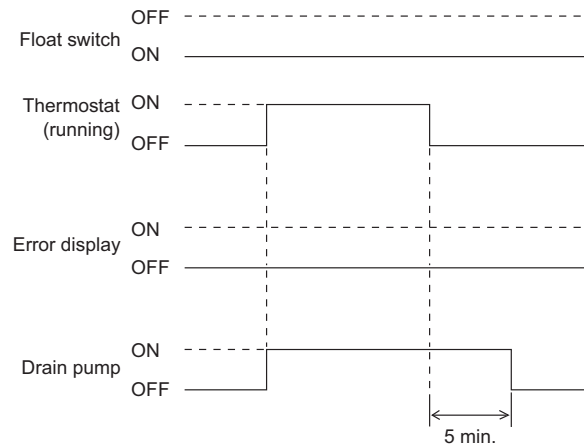 OFF
Float switch
ON
Thermostat ON
(running)
OFF
ON
Error display
OFF
ON
Drain pump
OFF
5 min.